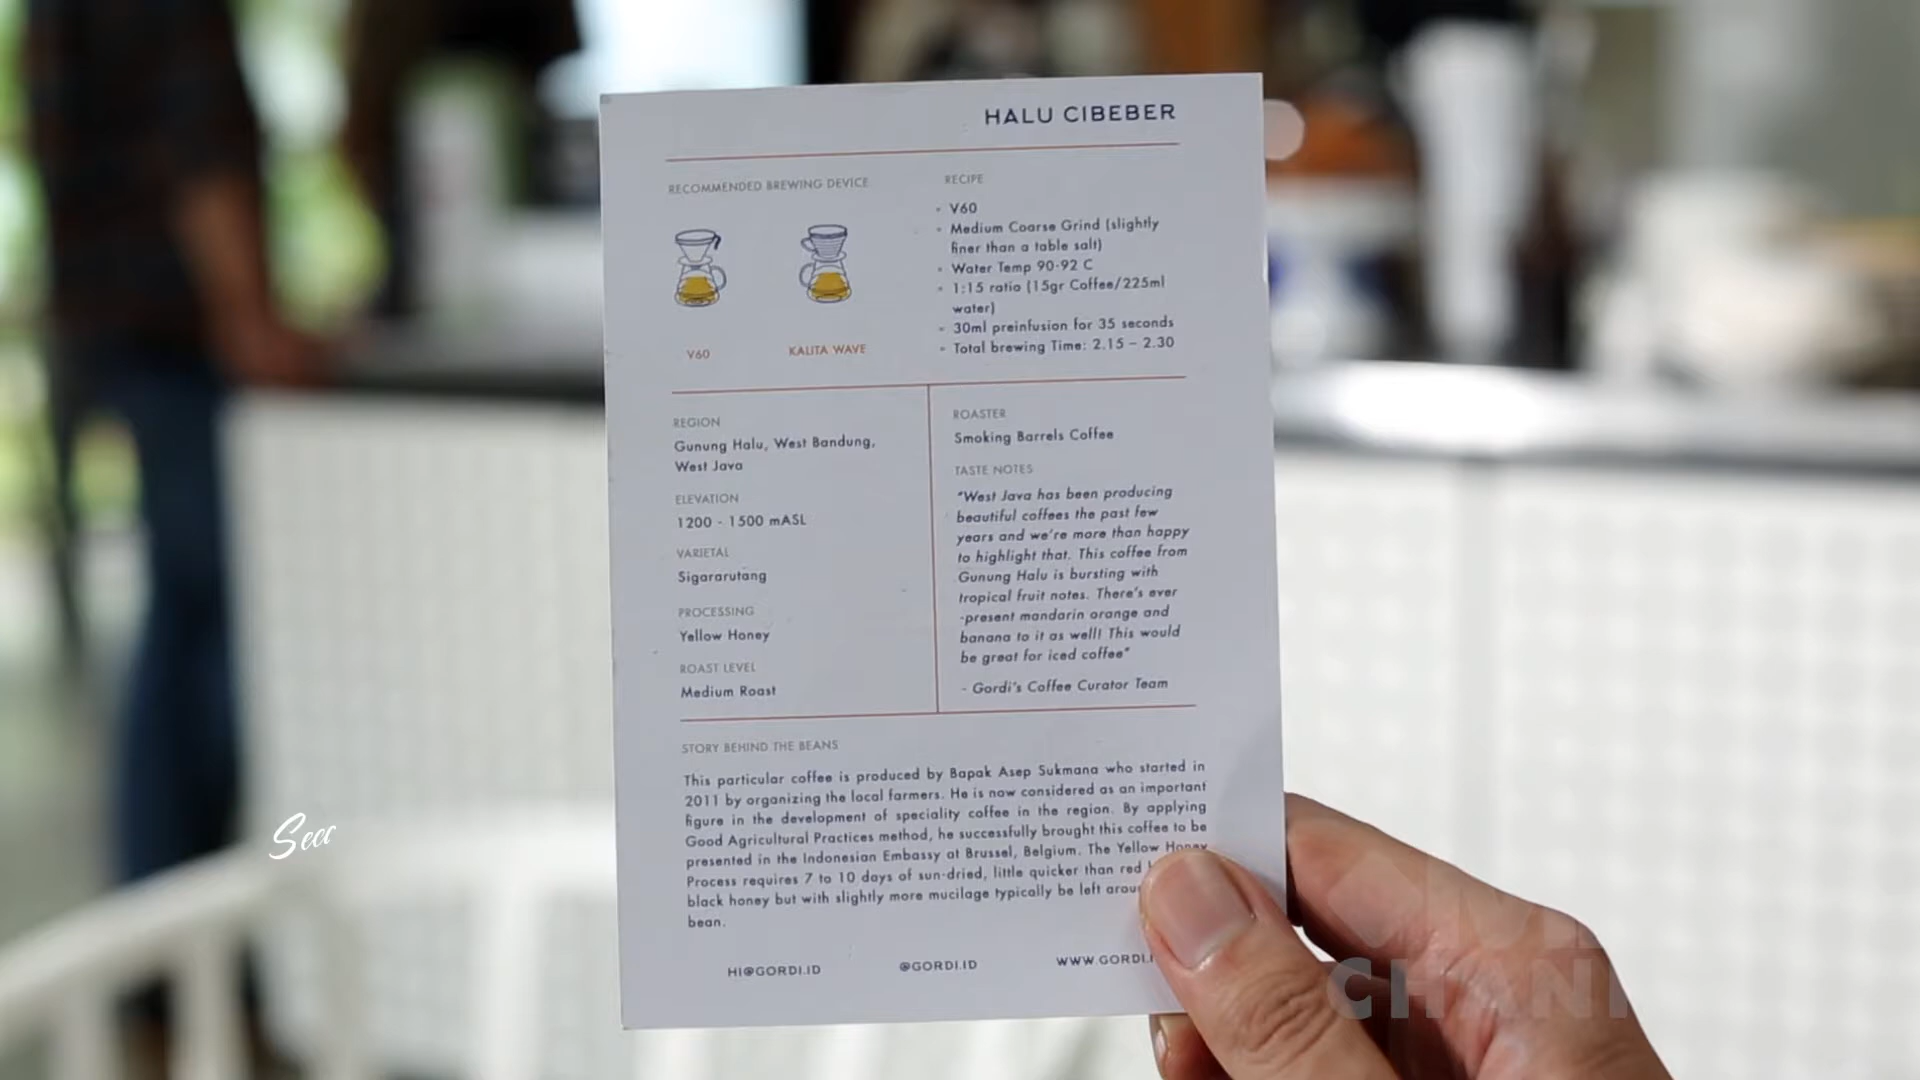 HALU CIBEBER
RECOMMENDED BREWING DEVICE
V60
KALITA WAVE
RECIPE
- V60
- Medium Coarse Grind (slightly
finer than a table salt)
- Water Temp 90-92 C
- 1:15 ratio (15gr Coffee/225ml
water)
- 30ml preinfusion for 35 seconds
- Total brewing Time: 2.15 – 2.30
REGION
Gunung Halu, West Bandung,
West Java
ELEVATION
1200 - 1500 mASL
VARIETAL
Sigararutang
PROCESSING
Yellow Honey
ROAST LEVEL
Medium Roast
ROASTER
Smoking Barrels Coffee
TASTE NOTES
"West Java has been producing
beautiful coffees the past few
years and we're more than happy
to highlight that. This coffee from
Gunung Halu is bursting with
tropical fruit notes. There's ever
-present mandarin orange and
banana to it as well! This would
be great for iced coffee"
- Gordi's Coffee Curator Team
STORY BEHIND THE BEANS
This particular coffee is produced by Bapak Asep Sukmana who started in
2011 by organizing the local farmers. He is now considered as an important
figure in the development of speciality coffee in the region. By applying
Good Agricultural Practices method, he successfully brought this coffee to be
presented in the Indonesian Embassy at Brussel, Belgium. The Yellow Honey
Process requires 7 to 10 days of sun-dried, little quicker than red
black honey but with slightly more mucilage typically be left
bean.
HI@GORDI.ID
@GORDI.ID
WWW.GORDI.